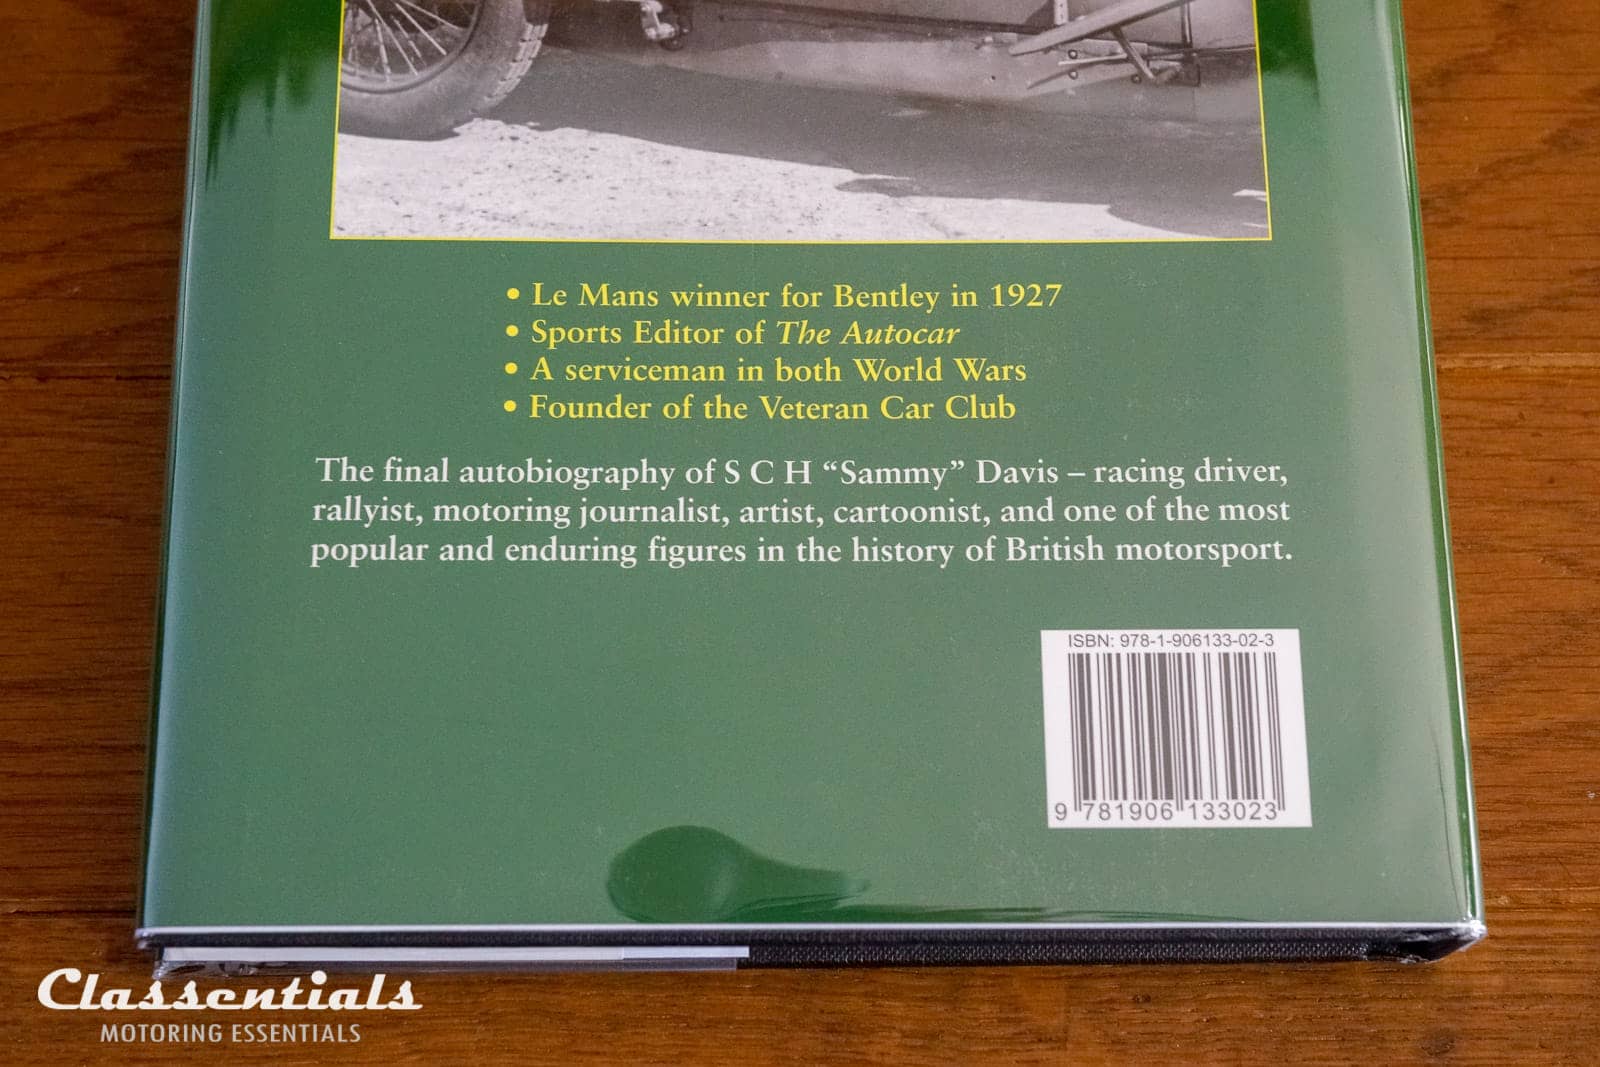 • Le Mans winner for Bentley in 1927
• Sports Editor of The Autocar
• A serviceman in both World Wars
• Founder of the Veteran Car Club
The final autobiography of S C H “Sammy” Davis – racing driver,
rallyist, motoring journalist, artist, cartoonist, and one of the most
popular and enduring figures in the history of British motorsport.
ISBN: 978-1-906133-02-3
9 781906 133023
Classentials
MOTORING ESSENTIALS